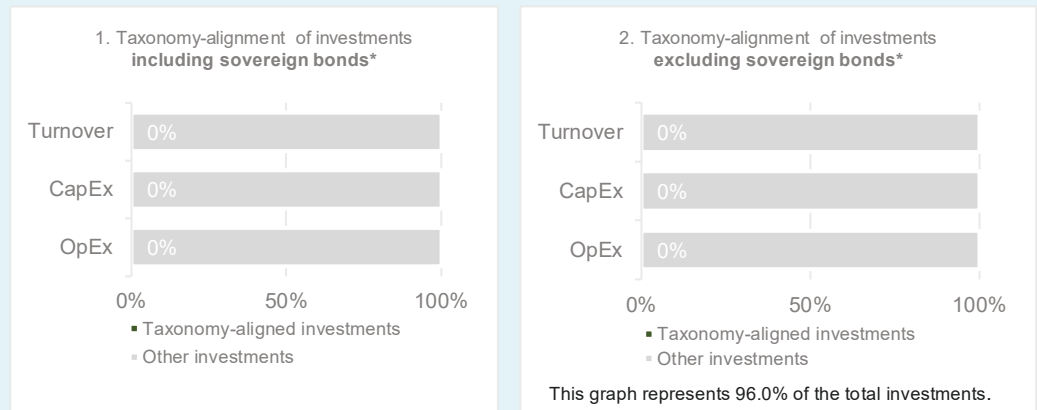 1. Taxonomy-alignment of investments
including sovereign bonds*
Turnover
0%
CapEx
0%
OpEx
0%
0%
50%
100%
Taxonomy-aligned investments
Other investments
2. Taxonomy-alignment of investments
excluding sovereign bonds*
Turnover
0%
CapEx
0%
OpEx
0%
0%
50%
100%
Taxonomy-aligned investments
Other investments
This graph represents 96.0% of the total investments.